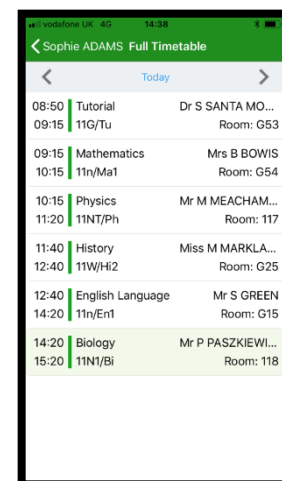 vodafone UK 4G 14:38
Sophie ADAMS Full Timetable
Today
08:50 Tutorial Dr S SANTA MO...
09:15 11G/Tu Room: G53
09:15 Mathematics Mrs B BOWIS
10:15 11n/Ma1 Room: G54
10:15 Physics Mr M MEACHAM...
11:20 11NT/Ph Room: 117
11:40 History Miss M MARKLA...
12:40 11W/Hi2 Room: G25
12:40 English Language Mr S GREEN
14:20 11n/En1 Room: G15
14:20 Biology Mr P PASZKIEWI...
15:20 11N1/Bi Room: 118